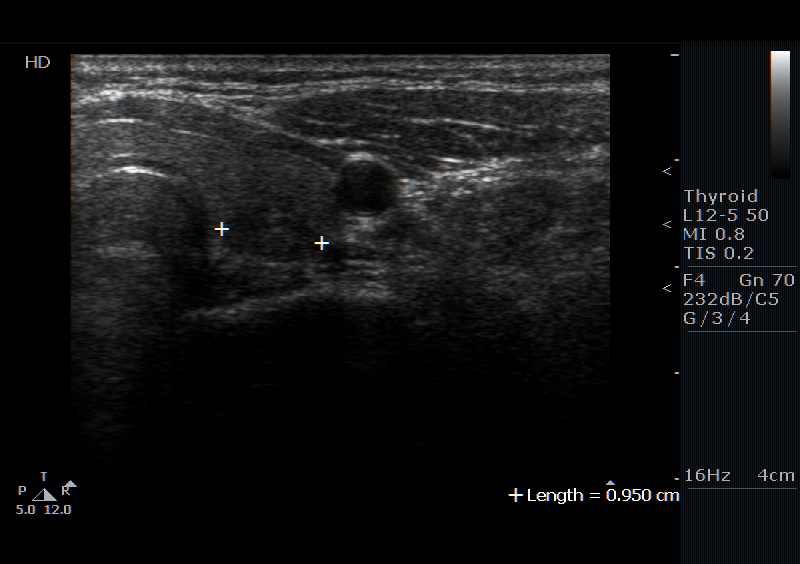 HD
Thyroid
L12-5 50
MI 0.8
TIS 0.2
F4 Gn 70
232dB/C5
G/3/4
16Hz 4cm
T
P R
5.0 12.0
+ Length = 0.950 cm